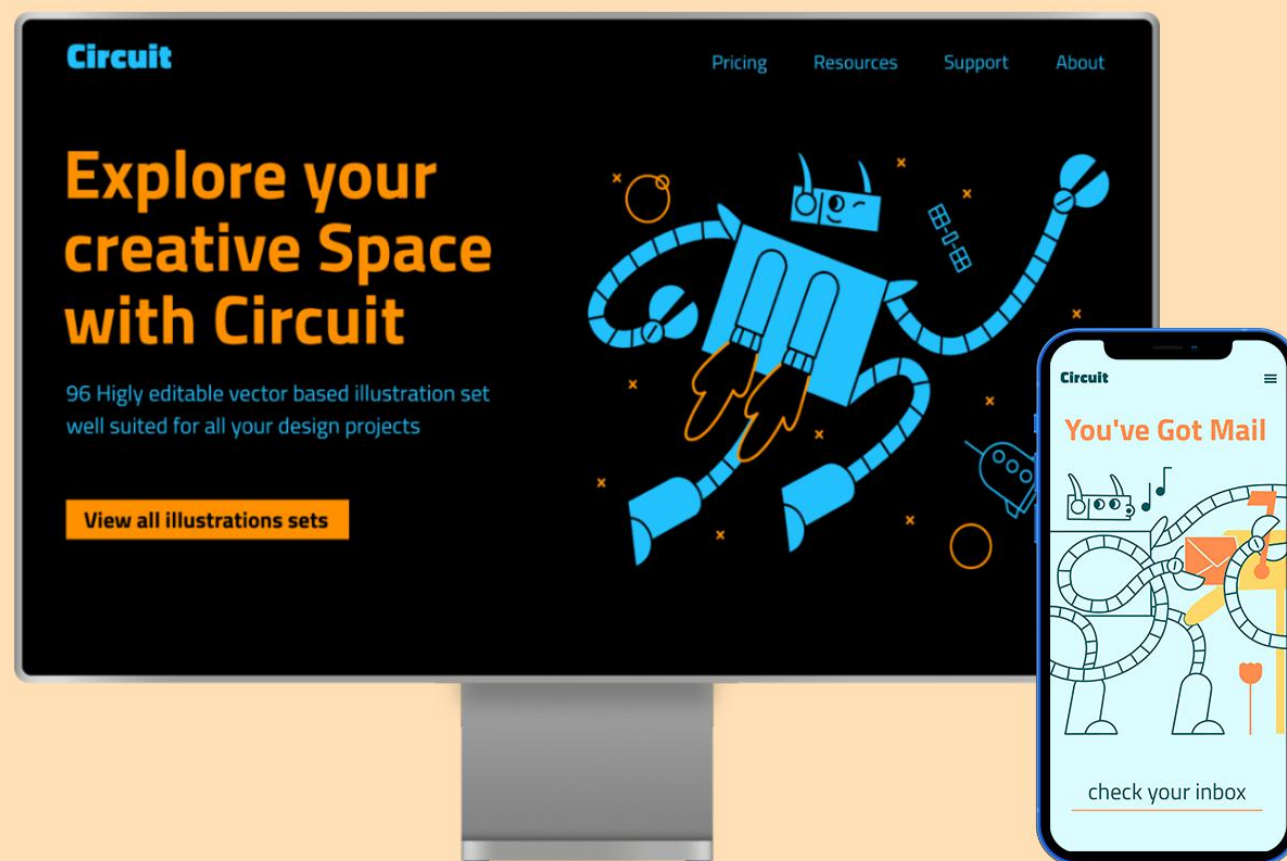 Circuit
Pricing Resources Support About
Explore your
creative Space
with Circuit
96 Higly editable vector based illustration set
well suited for all your design projects
View all illustrations sets
Circuit
You've Got Mail
check your inbox